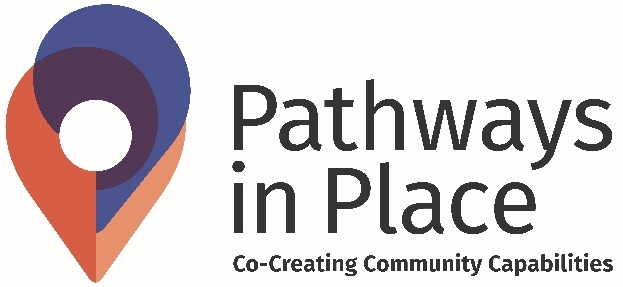 Pathways
in Place
Co-Creating Community Capabilities